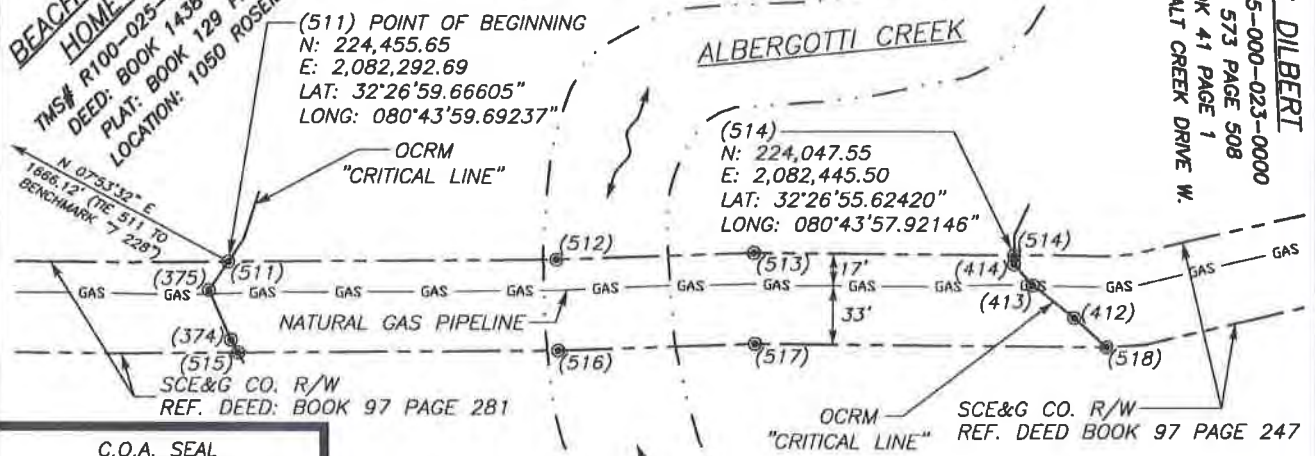 BEACH
HOME
TMS# R100-025-
DEED: BOOK 1438
PLAT: BOOK 129
LOCATION: 1050
(511) POINT OF BEGINNING
N: 224,455.65
E: 2,082,292.69
LAT: 32°26'59.66605"
LONG: 080°43'59.69237"
OCRM
"CRITICAL LINE"
ALBERGOTTI CREEK
(514)
N: 224,047.55
E: 2,082,445.50
LAT: 32°26'55.62420"
LONG: 080°43'57.92146"
DILBERT
5-000-023-0000
573 PAGE 508
OK 41 PAGE 1
ALT CREEK DRIVE W.
N 07°53'32" E
1666.12' (TIE 511 TO
BENCHMARK "T 228")
(375)
(511)
(512)
(513)
17'
(514)
(414)
GAS GAS GAS GAS GAS GAS GAS GAS GAS GAS GAS GAS GAS GAS GAS
(413)
(412)
NATURAL GAS PIPELINE
33'
(374)
(515)
(516)
(517)
(518)
SCE&G CO. R/W
REF. DEED: BOOK 97 PAGE 281
OCRM
"CRITICAL LINE"
SCE&G CO. R/W
REF. DEED BOOK 97 PAGE 247
C.O.A. SEAL